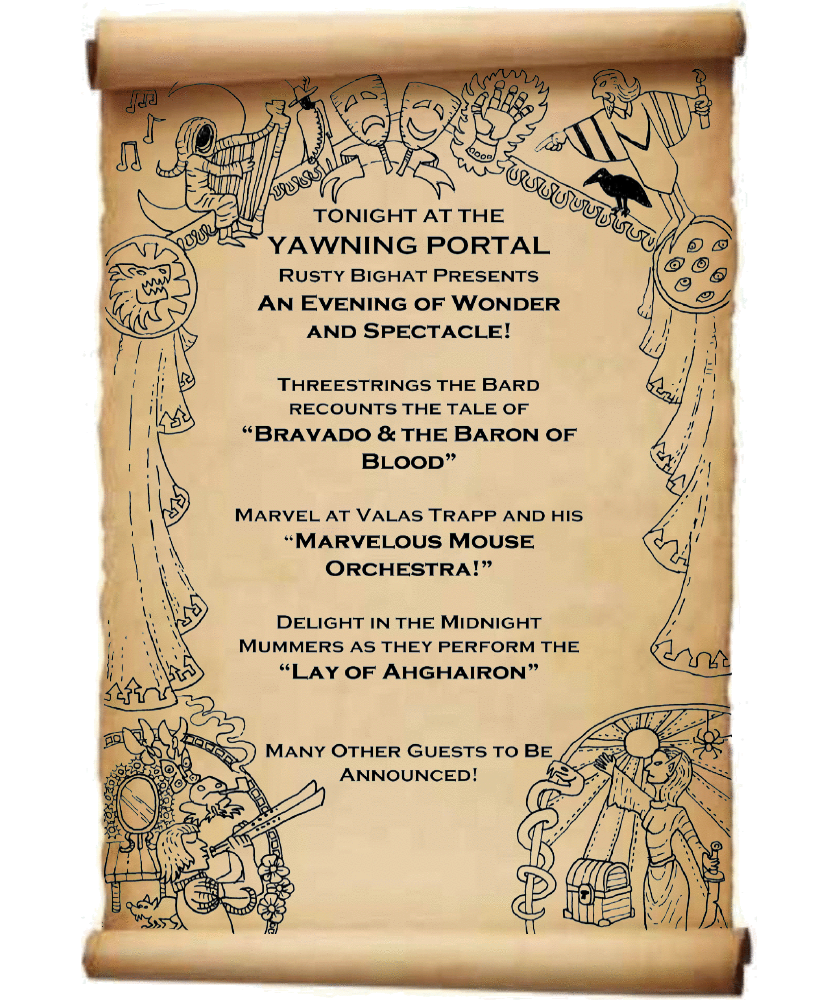 TONIGHT AT THE
YAWNING PORTAL
RUSTY BIGHAT PRESENTS
AN EVENING OF WONDER
AND SPECTACLE!
THREESTRINGS THE BARD
RECOUNTS THE TALE OF
“BRAVADO & THE BARON OF
BLOOD”
MARVEL AT VALAS TRAPP AND HIS
“MARVELOUS MOUSE
ORCHESTRA!”
DELIGHT IN THE MIDNIGHT
MUMMERS AS THEY PERFORM THE
“LAY OF AHGHAIRON”
MANY OTHER GUESTS TO BE
ANNOUNCED!